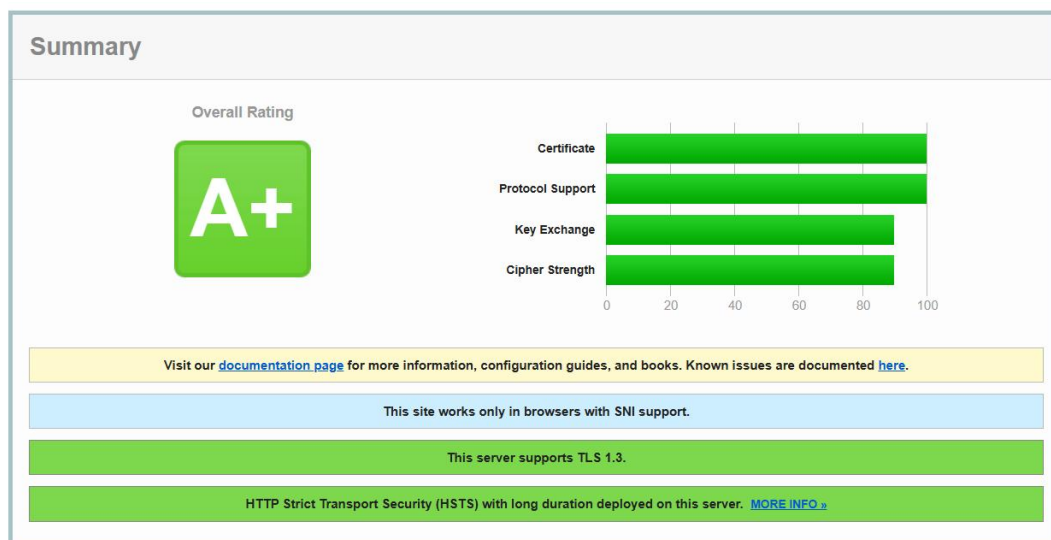 Summary
Overall Rating
A+
Certificate
Protocol Support
Key Exchange
Cipher Strength
0 20 40 60 80 100
Visit our documentation page for more information, configuration guides, and books. Known issues are documented here.
This site works only in browsers with SNI support.
This server supports TLS 1.3.
HTTP Strict Transport Security (HSTS) with long duration deployed on this server. MORE INFO »